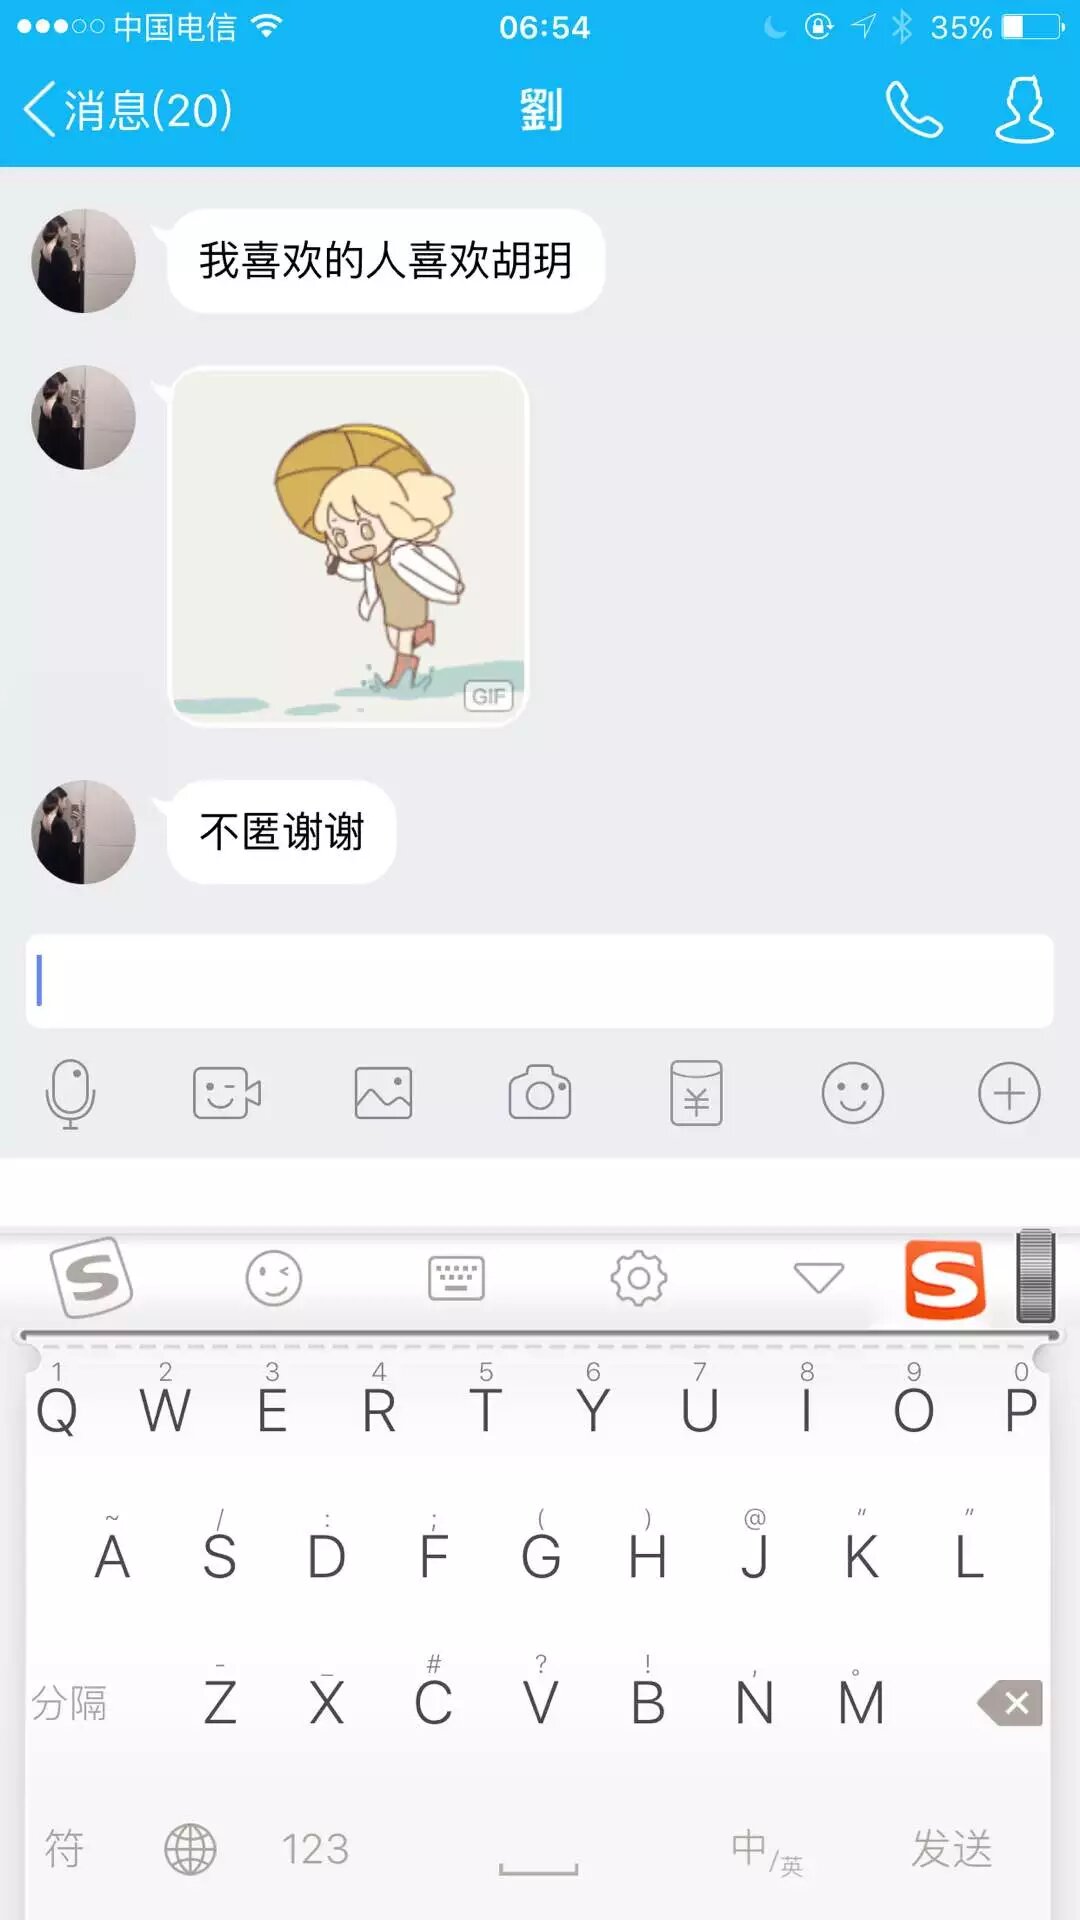 中国电信
06:54
35%
消息(20)
劉
我喜欢的人喜欢胡玥
GIF
不匿谢谢
¥
S
S
1 2 3 4 5 6 7 8 9 0
Q W E R T Y U I O P
~ / : ; ( ) @ “ ”
A S D F G H J K L
- _ # ? ! , 。
分隔 Z X C V B N M
符 123 中/英 发送